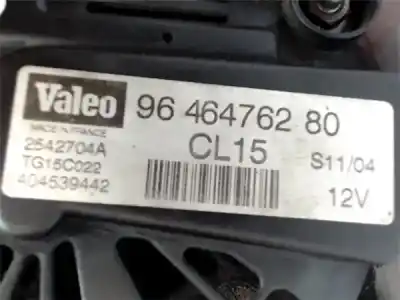 Valeo
96 464762 80
MADE IN FRANCE
CL15
S11/04
2542704A
TG15C022
404539442
12V